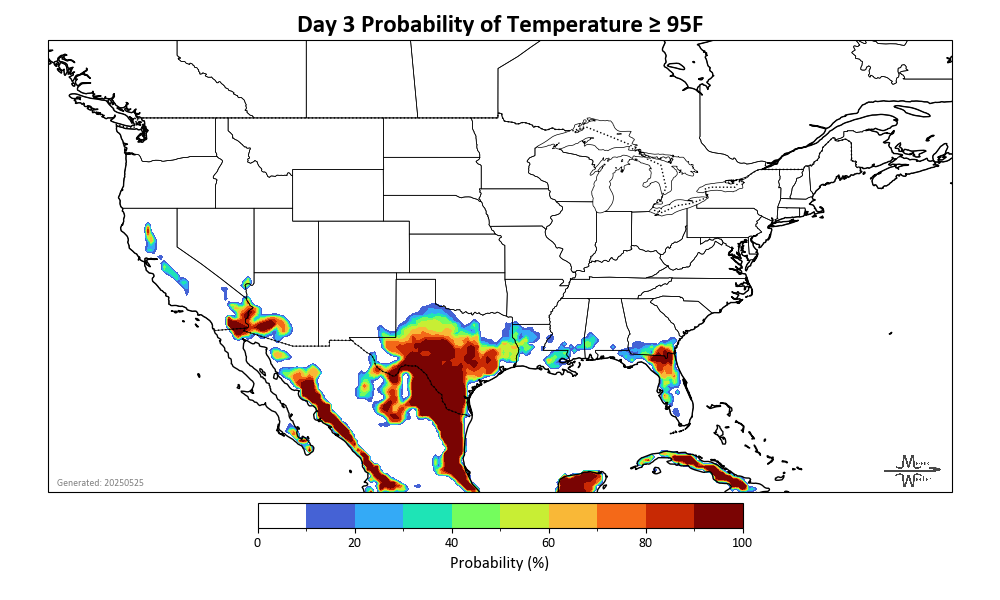 Day 3 Probability of Temperature ≥ 95F
Generated: 20250525
0 20 40 60 80 100
Probability (%)